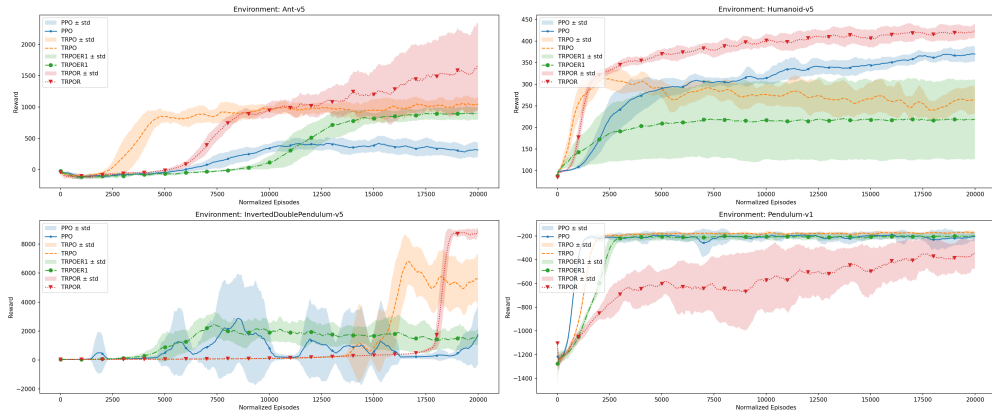 Environment: Ant-v5
PPO ± std
PPO
TRPO ± std
TRPO
TRPOER1 ± std
TRPOER1
TRPOR ± std
TRPOR
Reward
2000
1500
1000
500
0
0 2500 5000 7500 10000 12500 15000 17500 20000
Normalized Episodes
Environment: Humanoid-v5
PPO ± std
PPO
TRPO ± std
TRPO
TRPOER1 ± std
TRPOER1
TRPOR ± std
TRPOR
Reward
450
400
350
300
250
200
150
100
0 2500 5000 7500 10000 12500 15000 17500 20000
Normalized Episodes
Environment: InvertedDoublePendulum-v5
PPO ± std
PPO
TRPO ± std
TRPO
TRPOER1 ± std
TRPOER1
TRPOR ± std
TRPOR
Reward
8000
6000
4000
2000
0
−2000
0 2500 5000 7500 10000 12500 15000 17500 20000
Normalized Episodes
Environment: Pendulum-v1
PPO ± std
PPO
TRPO ± std
TRPO
TRPOER1 ± std
TRPOER1
TRPOR ± std
TRPOR
Reward
−200
−400
−600
−800
−1000
−1200
−1400
0 2500 5000 7500 10000 12500 15000 17500 20000
Normalized Episodes